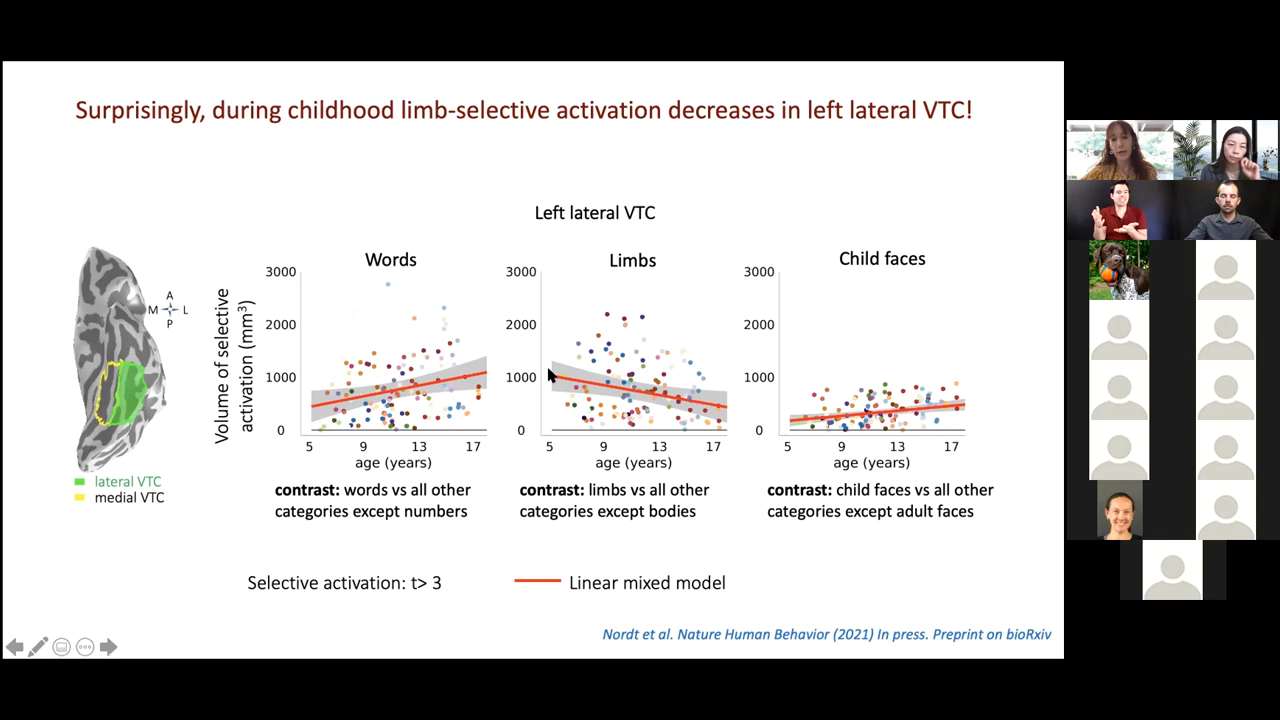 Surprisingly, during childhood limb-selective activation decreases in left lateral VTC!
Left lateral VTC
A
M L
P
lateral VTC
medial VTC
Volume of selective
activation (mm³)
Words
3000
2000
1000
0
5 9 13 17
age (years)
contrast: words vs all other
categories except numbers
Limbs
3000
2000
1000
0
5 9 13 17
age (years)
contrast: limbs vs all other
categories except bodies
Child faces
3000
2000
1000
0
5 9 13 17
age (years)
contrast: child faces vs all other
categories except adult faces
Selective activation: t> 3
Linear mixed model
Nordt et al. Nature Human Behavior (2021) In press. Preprint on bioRxiv